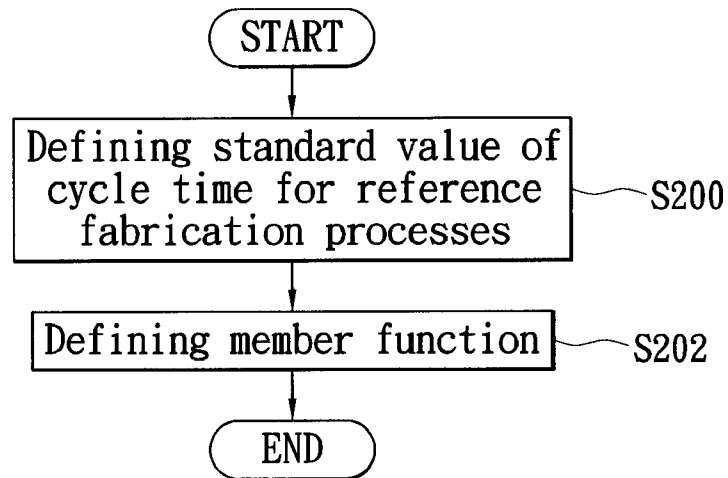 START
Defining standard value of
cycle time for reference
fabrication processes
S200
Defining member function
S202
END